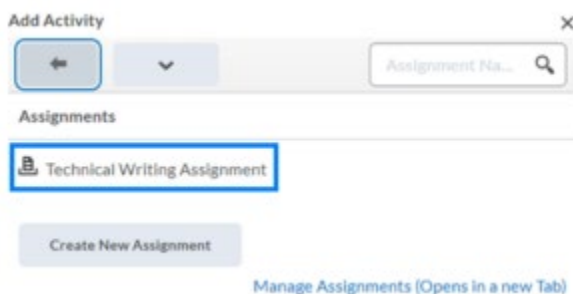 Add Activity
Assignment Na...
Assignments
Technical Writing Assignment
Create New Assignment
Manage Assignments (Opens in a new Tab)